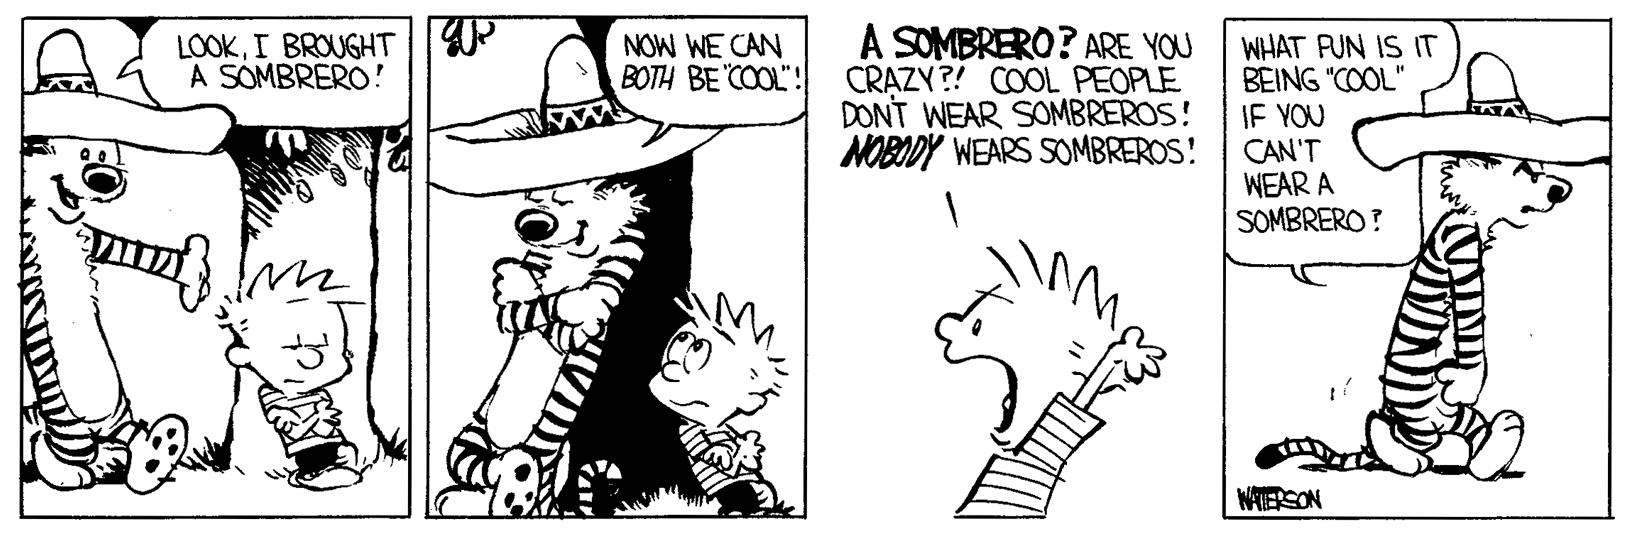 LOOK, I BROUGHT
A SOMBRERO!
NOW WE CAN
BOTH BE "COOL"!
A SOMBRERO? ARE YOU
CRAZY?! COOL PEOPLE
DON'T WEAR SOMBREROS!
NOBODY WEARS SOMBREROS!
WHAT FUN IS IT
BEING "COOL"
IF YOU
CAN'T
WEAR A
SOMBRERO?
WATTERSON